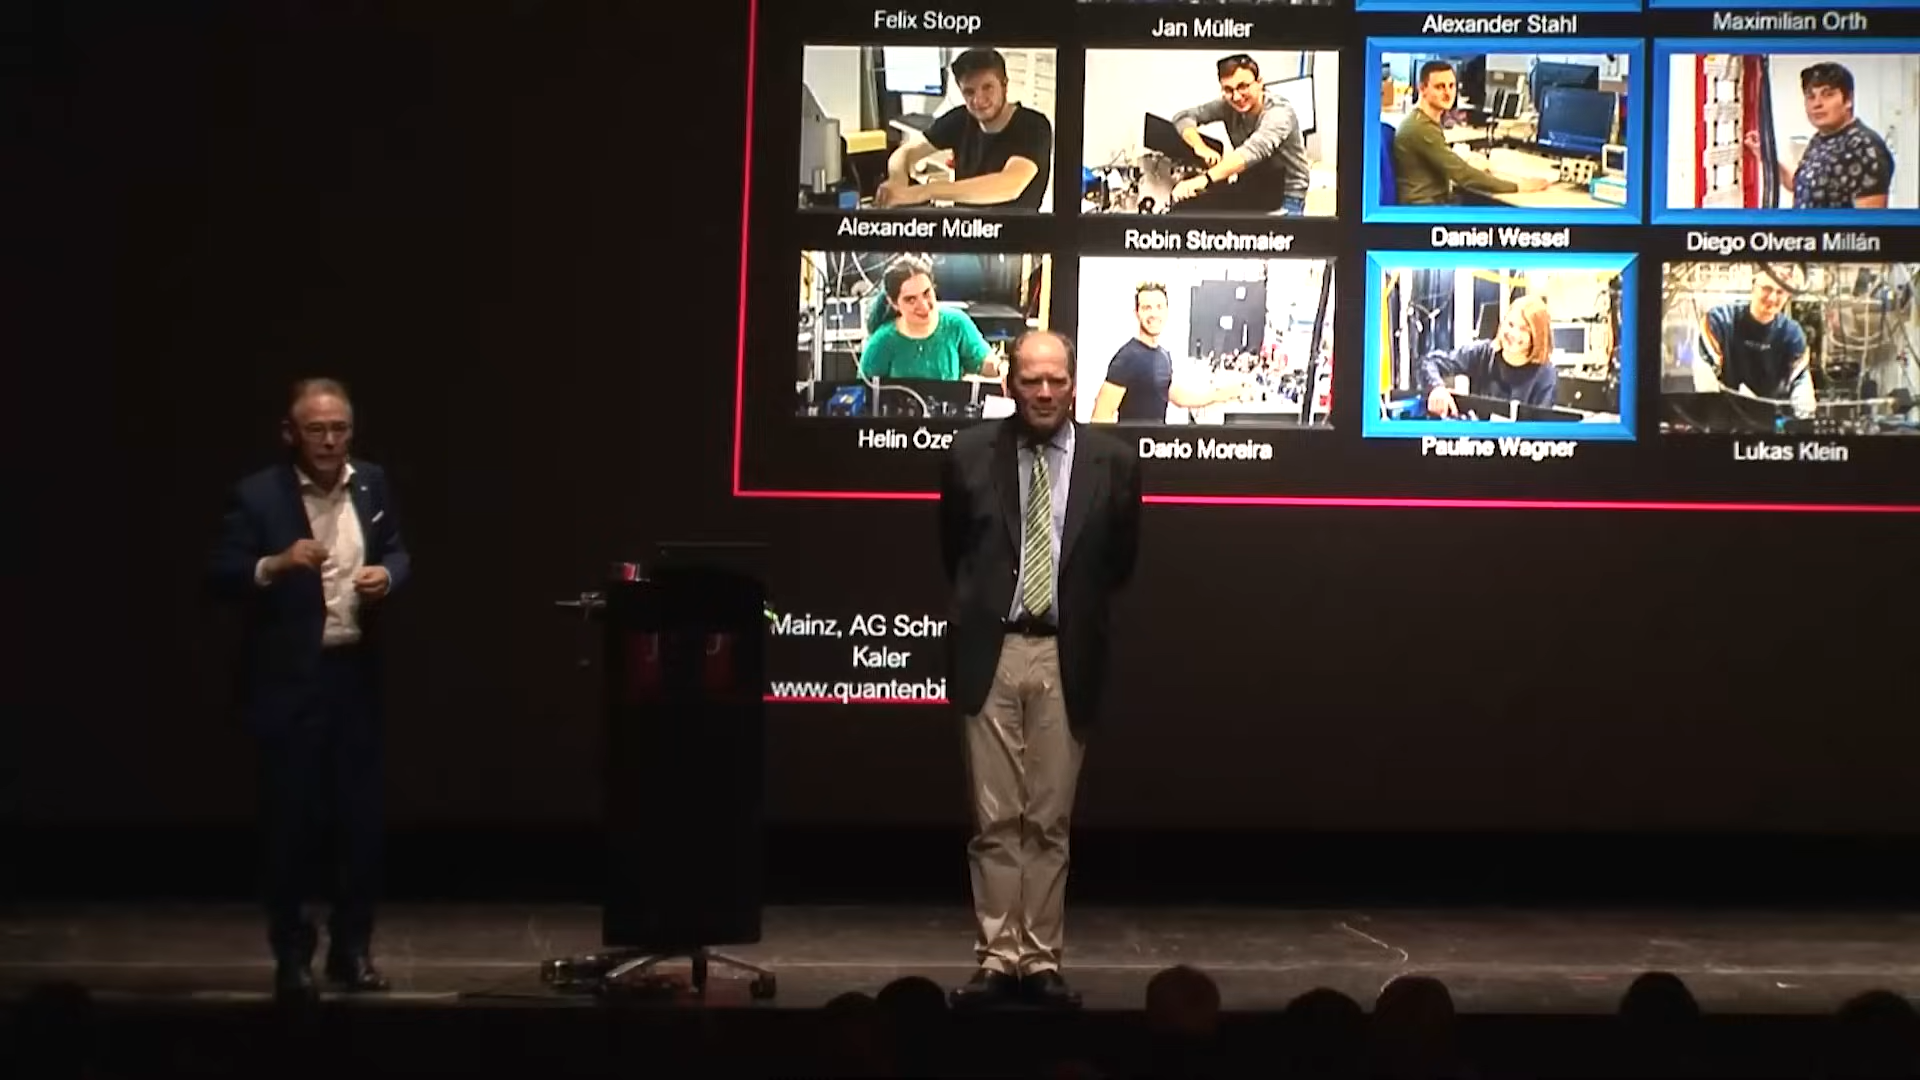 Felix Stopp
Jan Müller
Alexander Stahl
Maximilian Orth
Alexander Müller
Robin Strohmaier
Daniel Wessel
Diego Olvera Millán
Helin Öze
Dario Moreira
Pauline Wagner
Lukas Klein
Mainz, AG Schm
Kaler
www.quantenbi